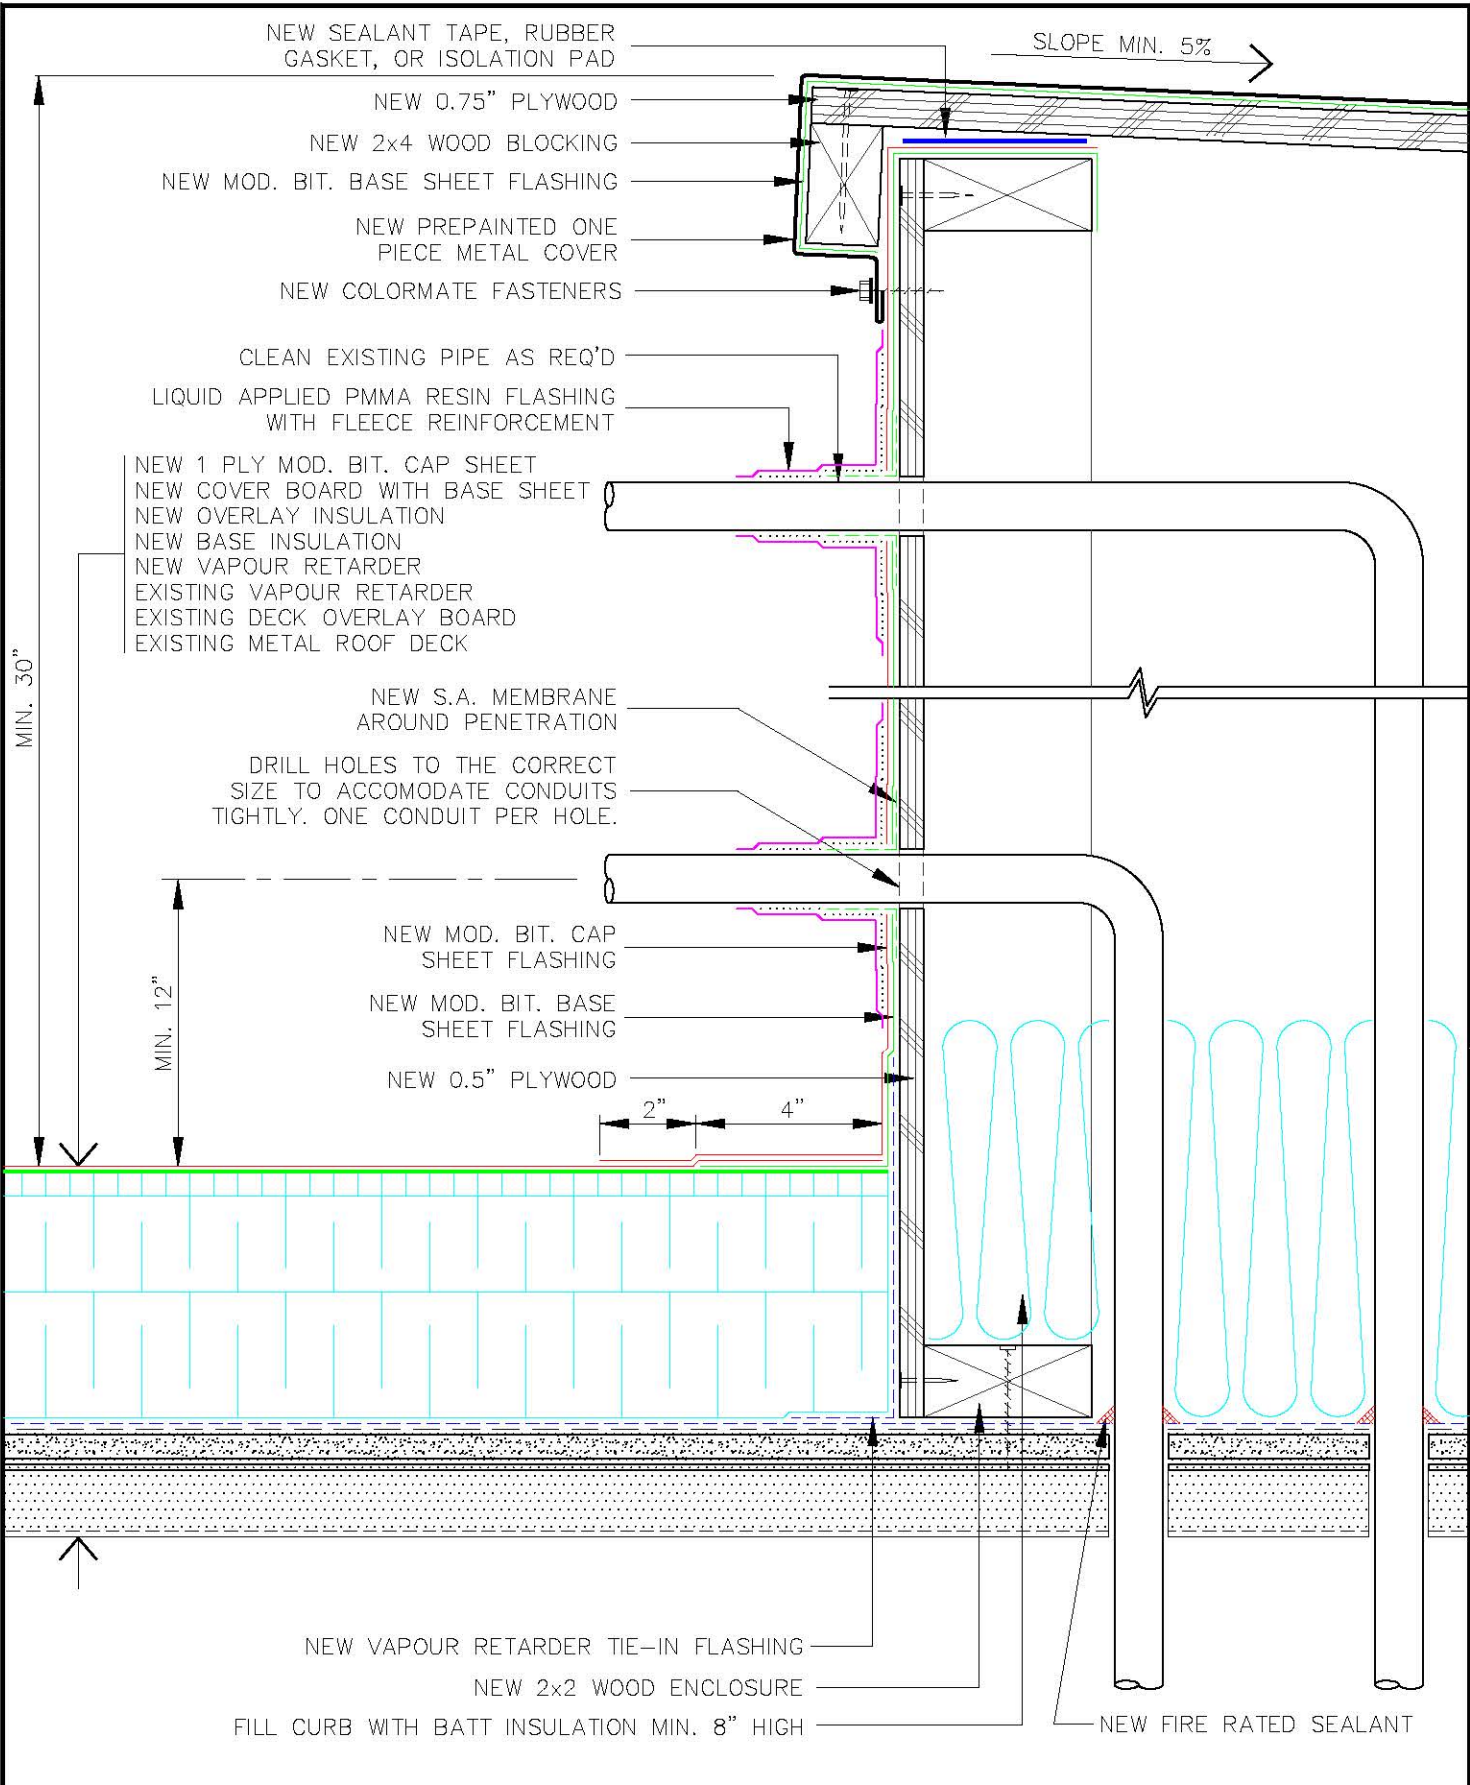 NEW SEALANT TAPE, RUBBER
GASKET, OR ISOLATION PAD
SLOPE MIN. 5%
NEW 0.75" PLYWOOD
NEW 2x4 WOOD BLOCKING
NEW MOD. BIT. BASE SHEET FLASHING
NEW PREPAINTED ONE
PIECE METAL COVER
NEW COLORMATE FASTENERS
CLEAN EXISTING PIPE AS REQ'D
LIQUID APPLIED PMMA RESIN FLASHING
WITH FLEECE REINFORCEMENT
NEW 1 PLY MOD. BIT. CAP SHEET
NEW COVER BOARD WITH BASE SHEET
NEW OVERLAY INSULATION
NEW BASE INSULATION
NEW VAPOUR RETARDER
EXISTING VAPOUR RETARDER
EXISTING DECK OVERLAY BOARD
EXISTING METAL ROOF DECK
MIN. 30"
NEW S.A. MEMBRANE
AROUND PENETRATION
DRILL HOLES TO THE CORRECT
SIZE TO ACCOMODATE CONDUITS
TIGHTLY. ONE CONDUIT PER HOLE.
MIN. 12"
NEW MOD. BIT. CAP
SHEET FLASHING
NEW MOD. BIT. BASE
SHEET FLASHING
NEW 0.5" PLYWOOD
2"
4"
NEW VAPOUR RETARDER TIE-IN FLASHING
NEW 2x2 WOOD ENCLOSURE
FILL CURB WITH BATT INSULATION MIN. 8" HIGH
NEW FIRE RATED SEALANT